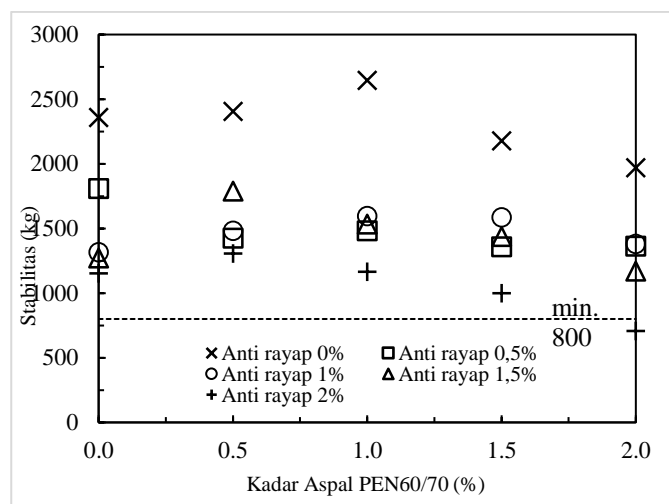 3000
2500
2000
1500
1000
500
0
Stabilitas (kg)
min.
800
Anti rayap 0%
Anti rayap 0,5%
Anti rayap 1%
Anti rayap 1,5%
Anti rayap 2%
0.0 0.5 1.0 1.5 2.0
Kadar Aspal PEN60/70 (%)